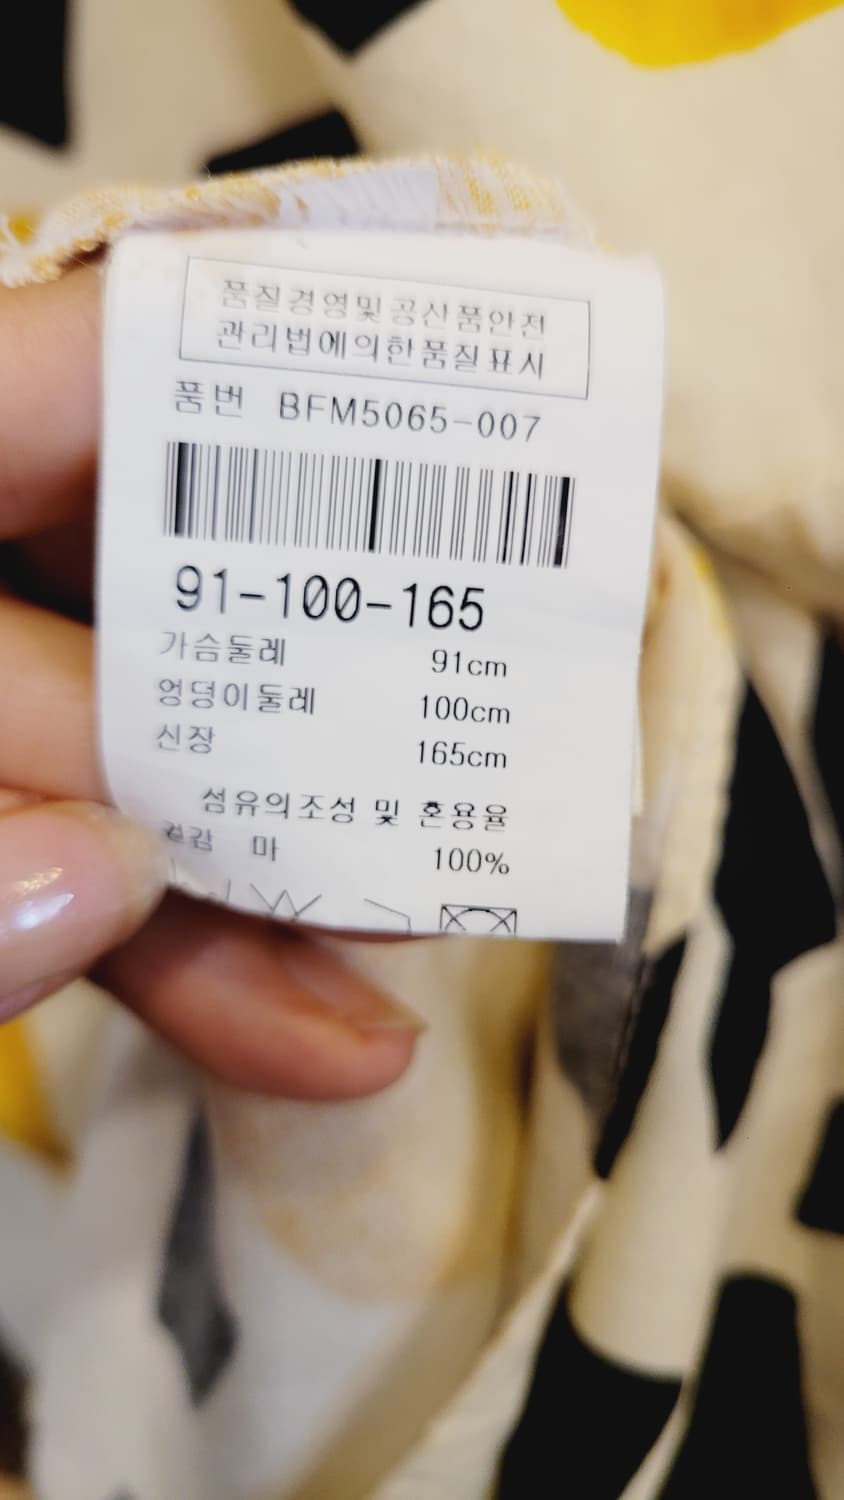 품질경영및공산품안전
관리법에의한품질표시
품번 BFM5065-007
91-100-165
가슴둘레 91cm
엉덩이둘레 100cm
신장 165cm
섬유의조성 및 혼용율
겉감 마 100%